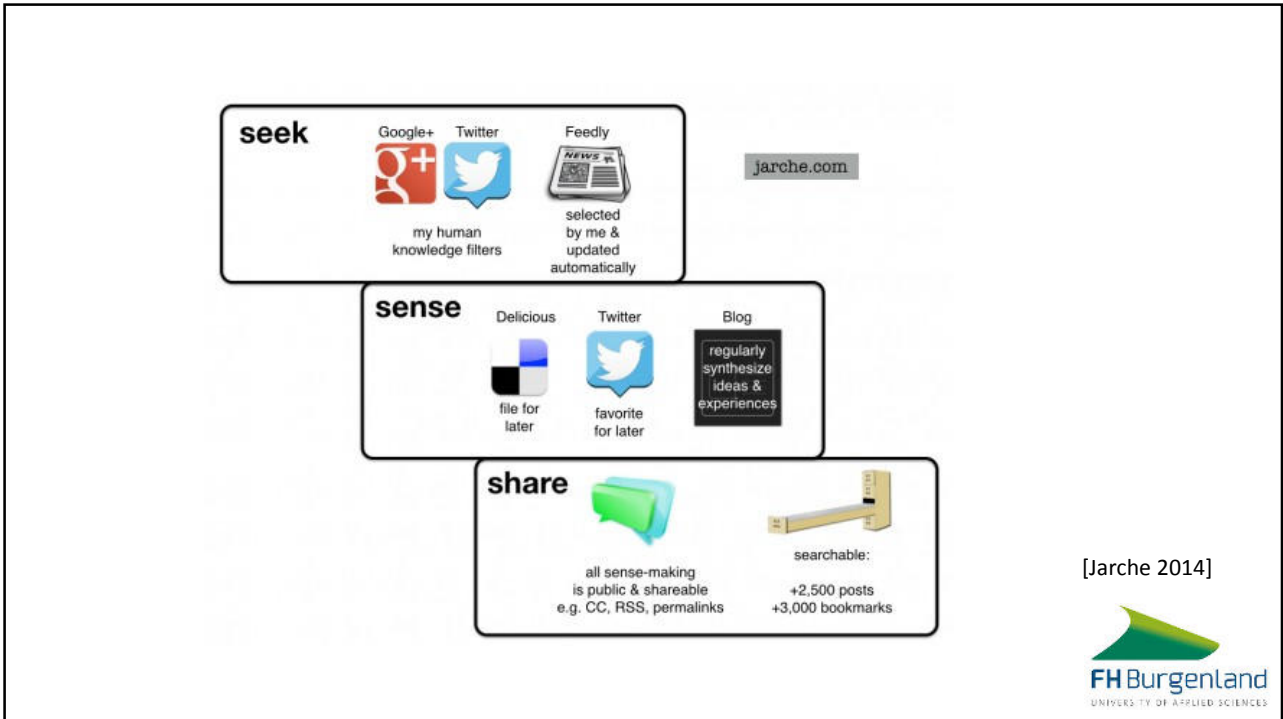 seek
Google+ Twitter Feedly
NEWS
g+
my human
knowledge filters
selected
by me &
updated
automatically
jarche.com
sense
Delicious Twitter Blog
file for
later
favorite
for later
regularly
synthesize
ideas &
experiences
share
all sense-making
is public & shareable
e.g. CC, RSS, permalinks
searchable:
+2,500 posts
+3,000 bookmarks
[Jarche 2014]
FH Burgenland
UNIVERSITY OF APPLIED SCIENCES